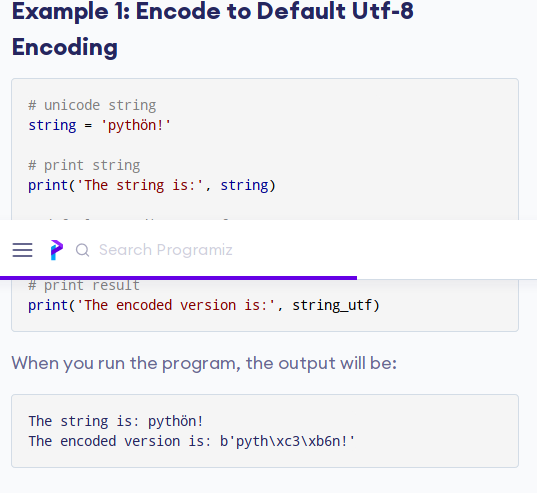 Example 1: Encode to Default Utf-8
Encoding
# unicode string
string = 'pythön!'
# print string
print('The string is:', string)
Search Programiz
# print result
print('The encoded version is:', string_utf)
When you run the program, the output will be:
The string is: pythön!
The encoded version is: b'pyth\xc3\xb6n!'